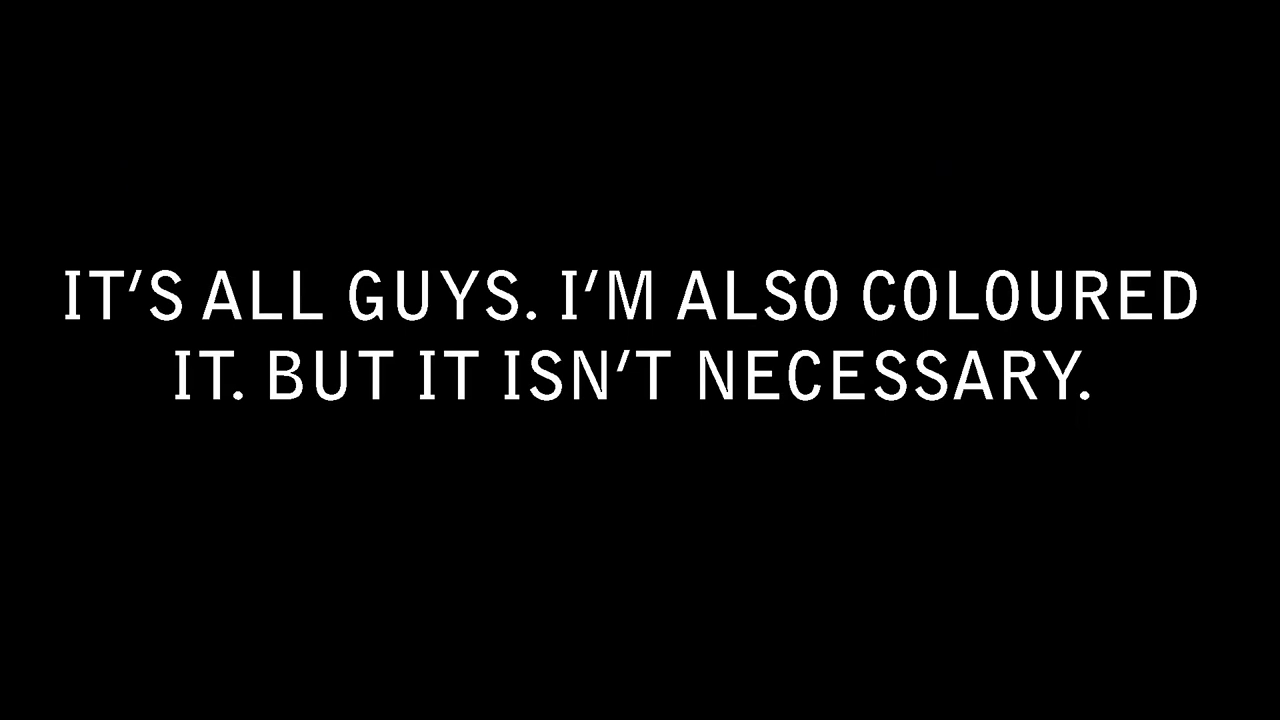 IT'S ALL GUYS. I'M ALSO COLOURED
IT. BUT IT ISN'T NECESSARY.